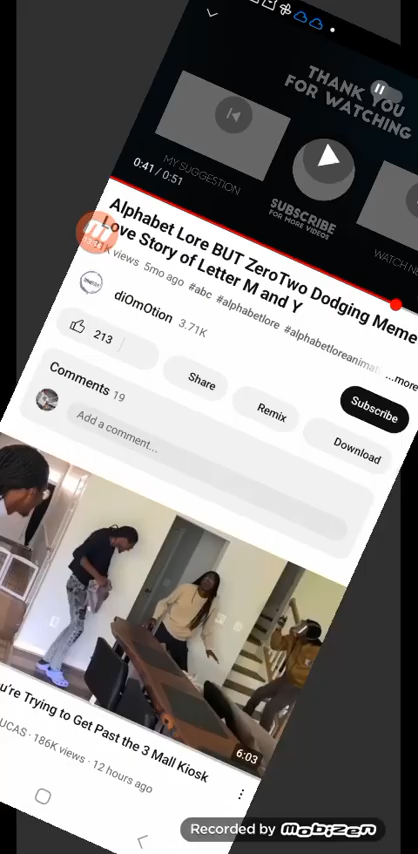 THANK YOU
FOR WATCHING
MY SUGGESTION
0:41 / 0:51
SUBSCRIBE
FOR MORE VIDEOS
Alphabet Lore BUT ZeroTwo Dodging Meme
Love Story of Letter M and Y
views 5mo ago #abc #alphabetlore #alphabetloreanima ...more
diOmOtion 3.71K
Subscribe
213
Share
Remix
Download
Comments 19
Add a comment...
6:03
u're Trying to Get Past the 3 Mall Kiosk
UCAS · 186K views · 12 hours ago
Recorded by mobizen